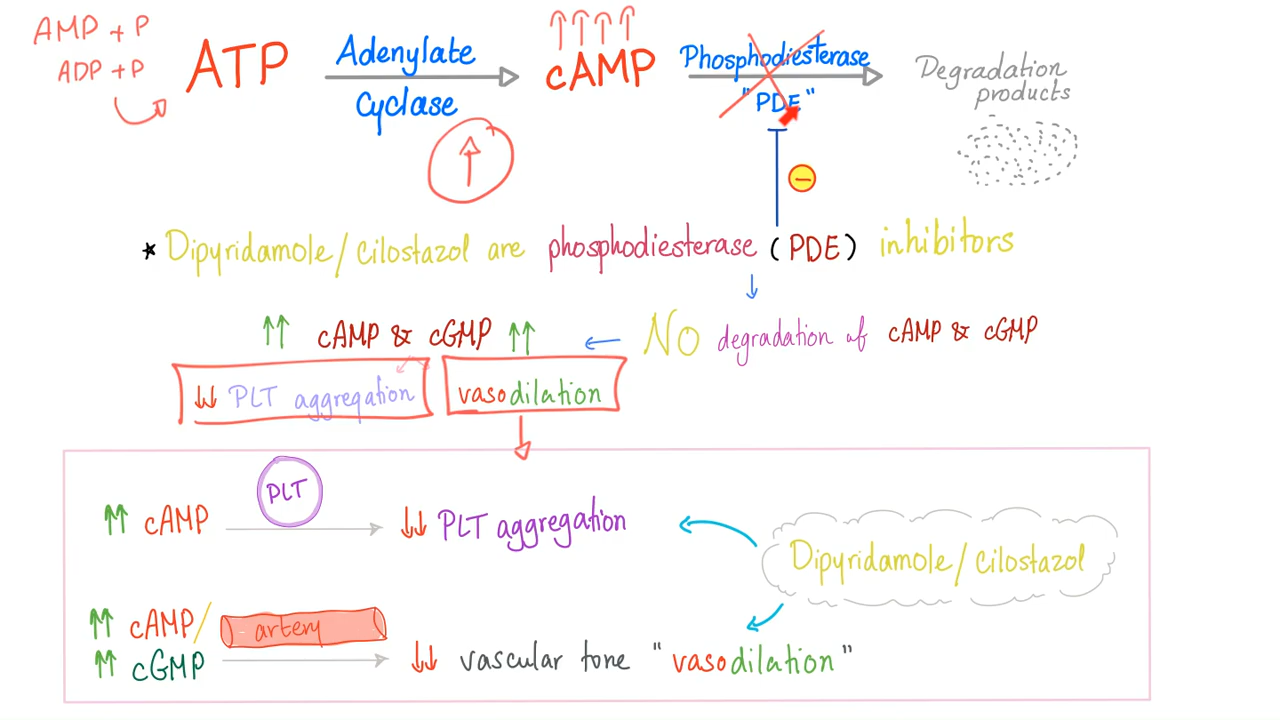 AMP + P
ADP + P
ATP
Adenylate
Cyclase
↑↑↑↑
cAMP
Phosphodiesterase
"PDE"
Degradation
products
↑
−
* Dipyridamole/cilostazol are phosphodiesterase (PDE) inhibitors
↓
↑↑ cAMP & cGMP ↑↑ ← NO degradation of cAMP & cGMP
↓↓ PLT aggregation
vasodilation
PLT
↑↑ cAMP → ↓↓ PLT aggregation
Dipyridamole/cilostazol
↑↑ cAMP/
artery
↑↑ cGMP → ↓↓ vascular tone "vasodilation"